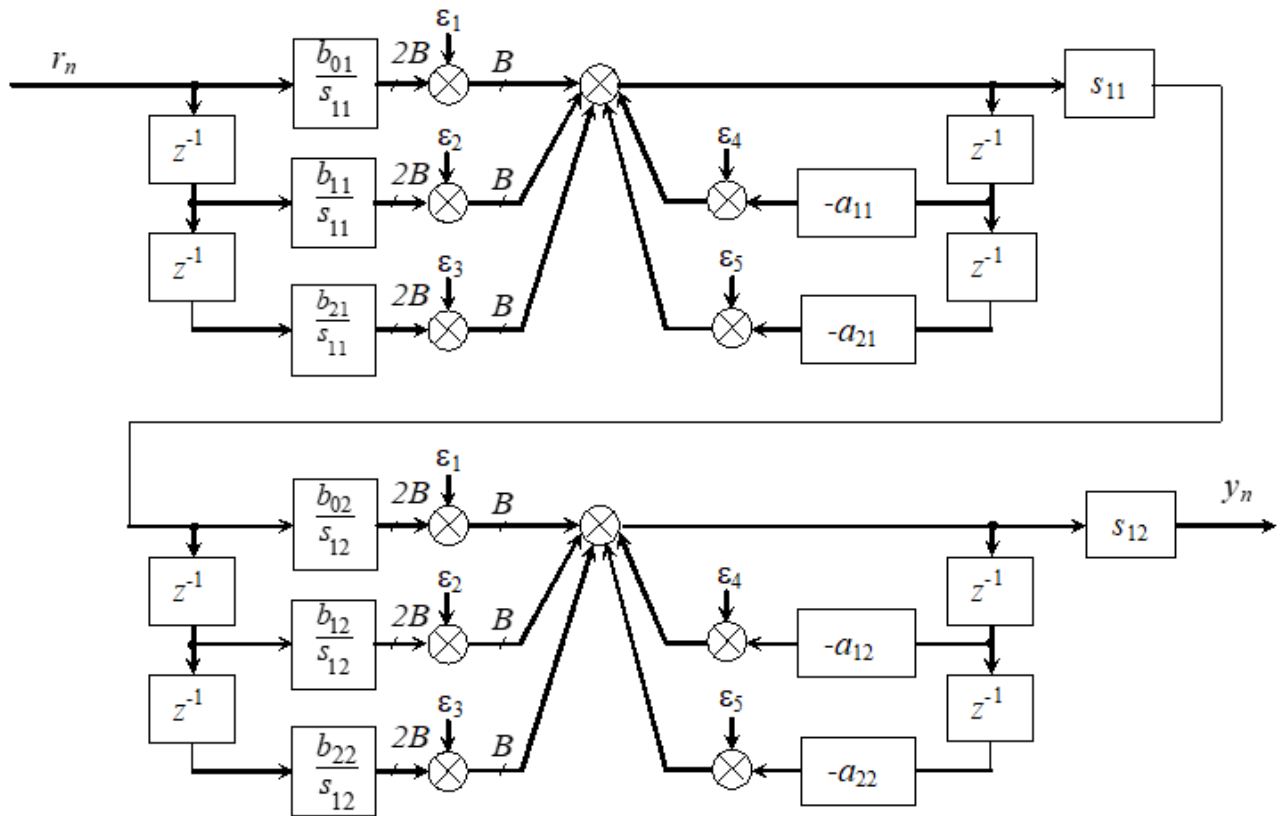 ε1
rn b01/s11 2B B s11
z-1 ε2 ε4
b11/s11 2B B -a11 z-1
z-1 ε3 ε5 z-1
b21/s11 2B B -a21
ε1
b02/s12 2B B s12 yn
z-1 ε2 ε4 z-1
b12/s12 2B B -a12
z-1 ε3 ε5 z-1
b22/s12 2B B -a22